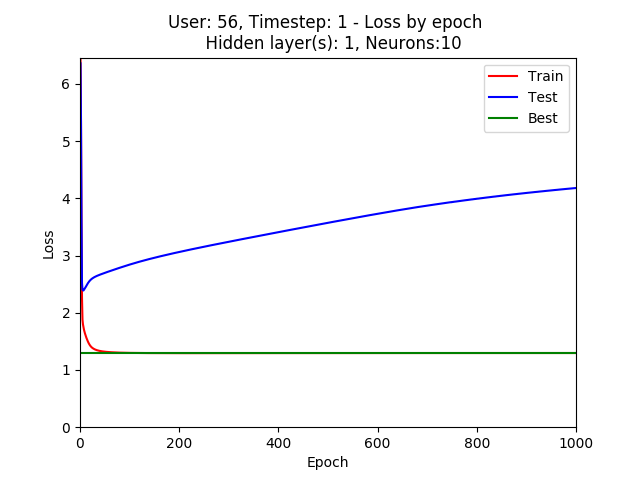 User: 56, Timestep: 1 - Loss by epoch
Hidden layer(s): 1, Neurons:10
Train
Test
Best
6
5
4
3
2
1
0
Loss
0
200
400
600
800
1000
Epoch